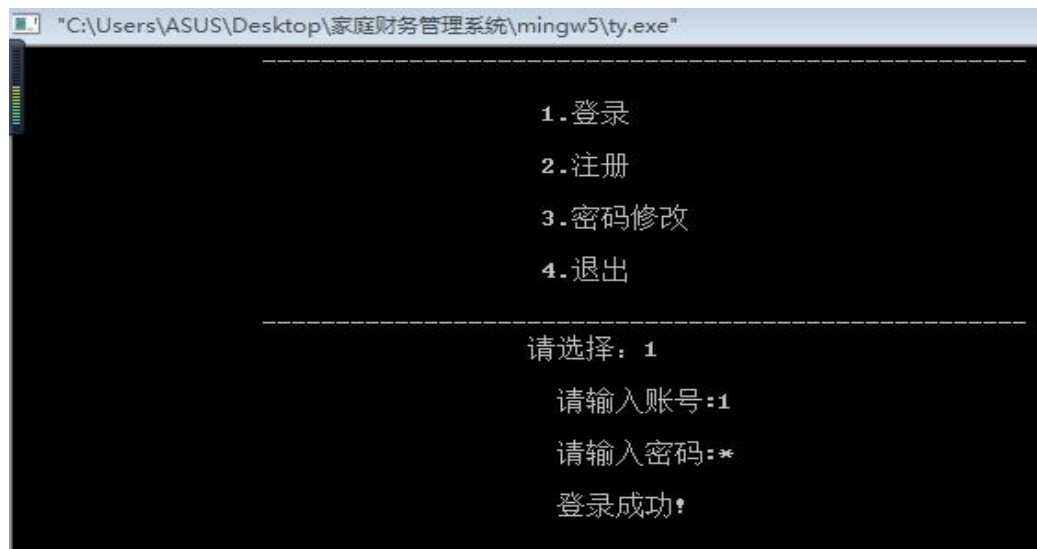 "C:\Users\ASUS\Desktop\家庭财务管理系统\mingw5\ty.exe"
1.登录
2.注册
3.密码修改
4.退出
请选择：1
请输入账号:1
请输入密码:*
登录成功!